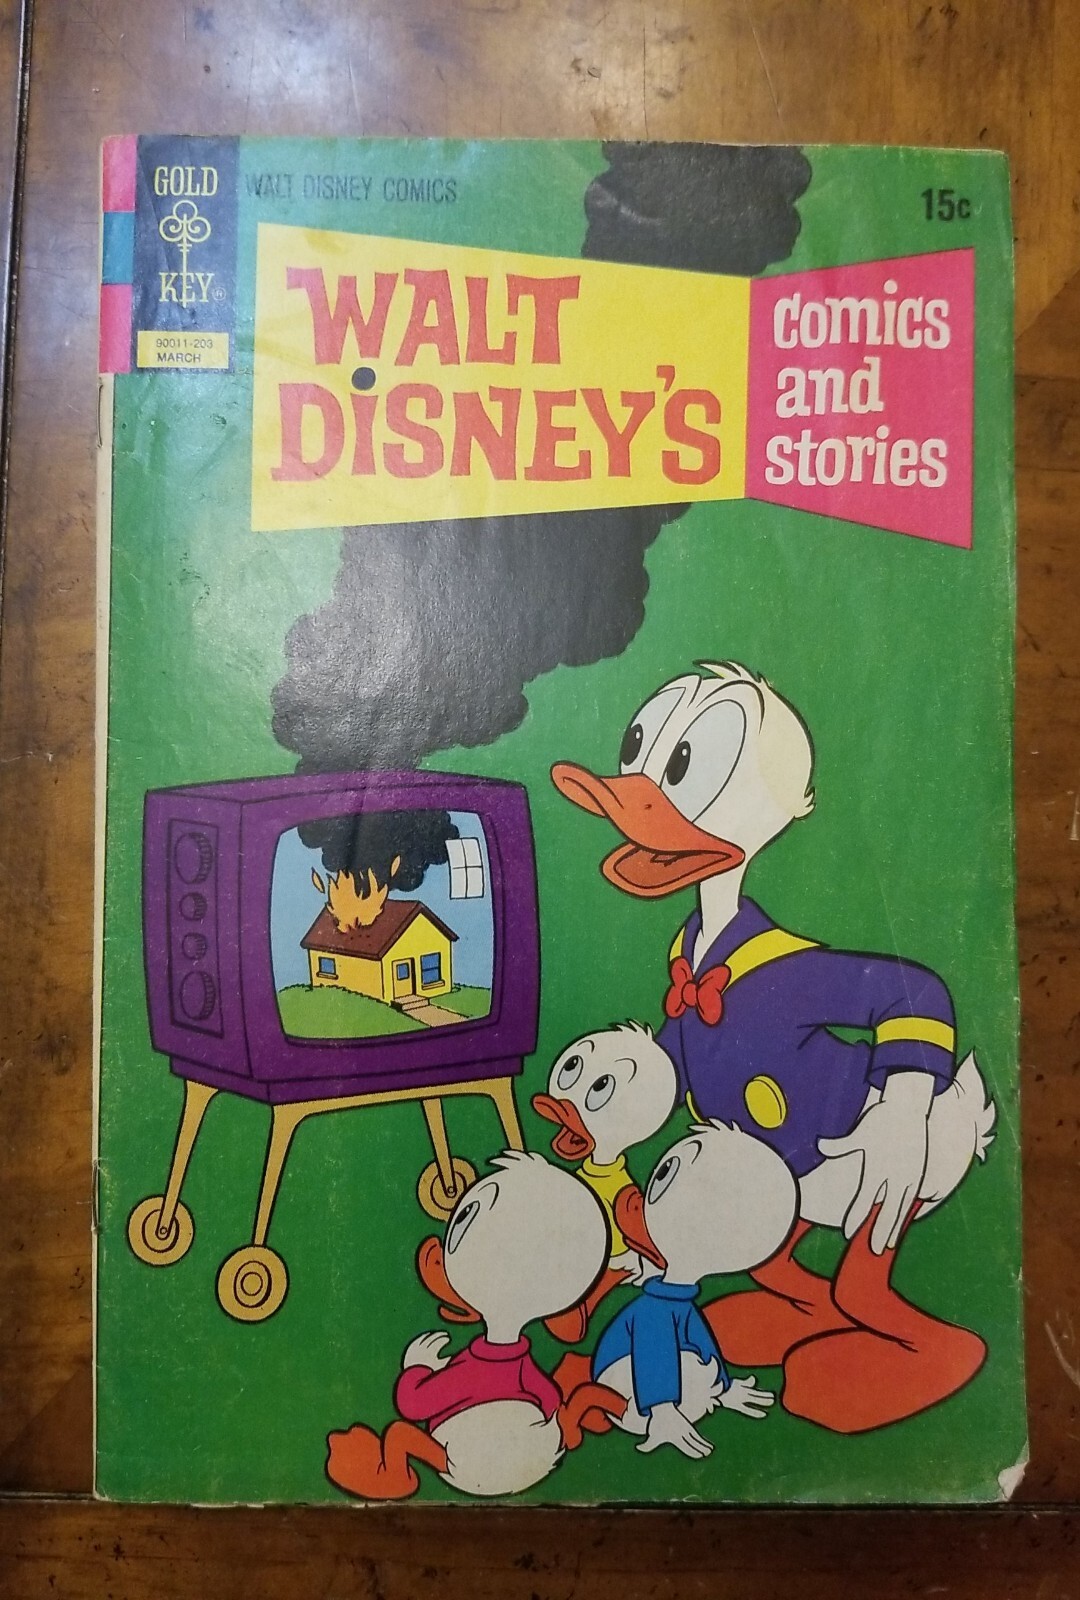 GOLD
KEY®
90011-203
MARCH
WALT DISNEY COMICS
15c
WALT
DiSNEY'S
comics
and
stories